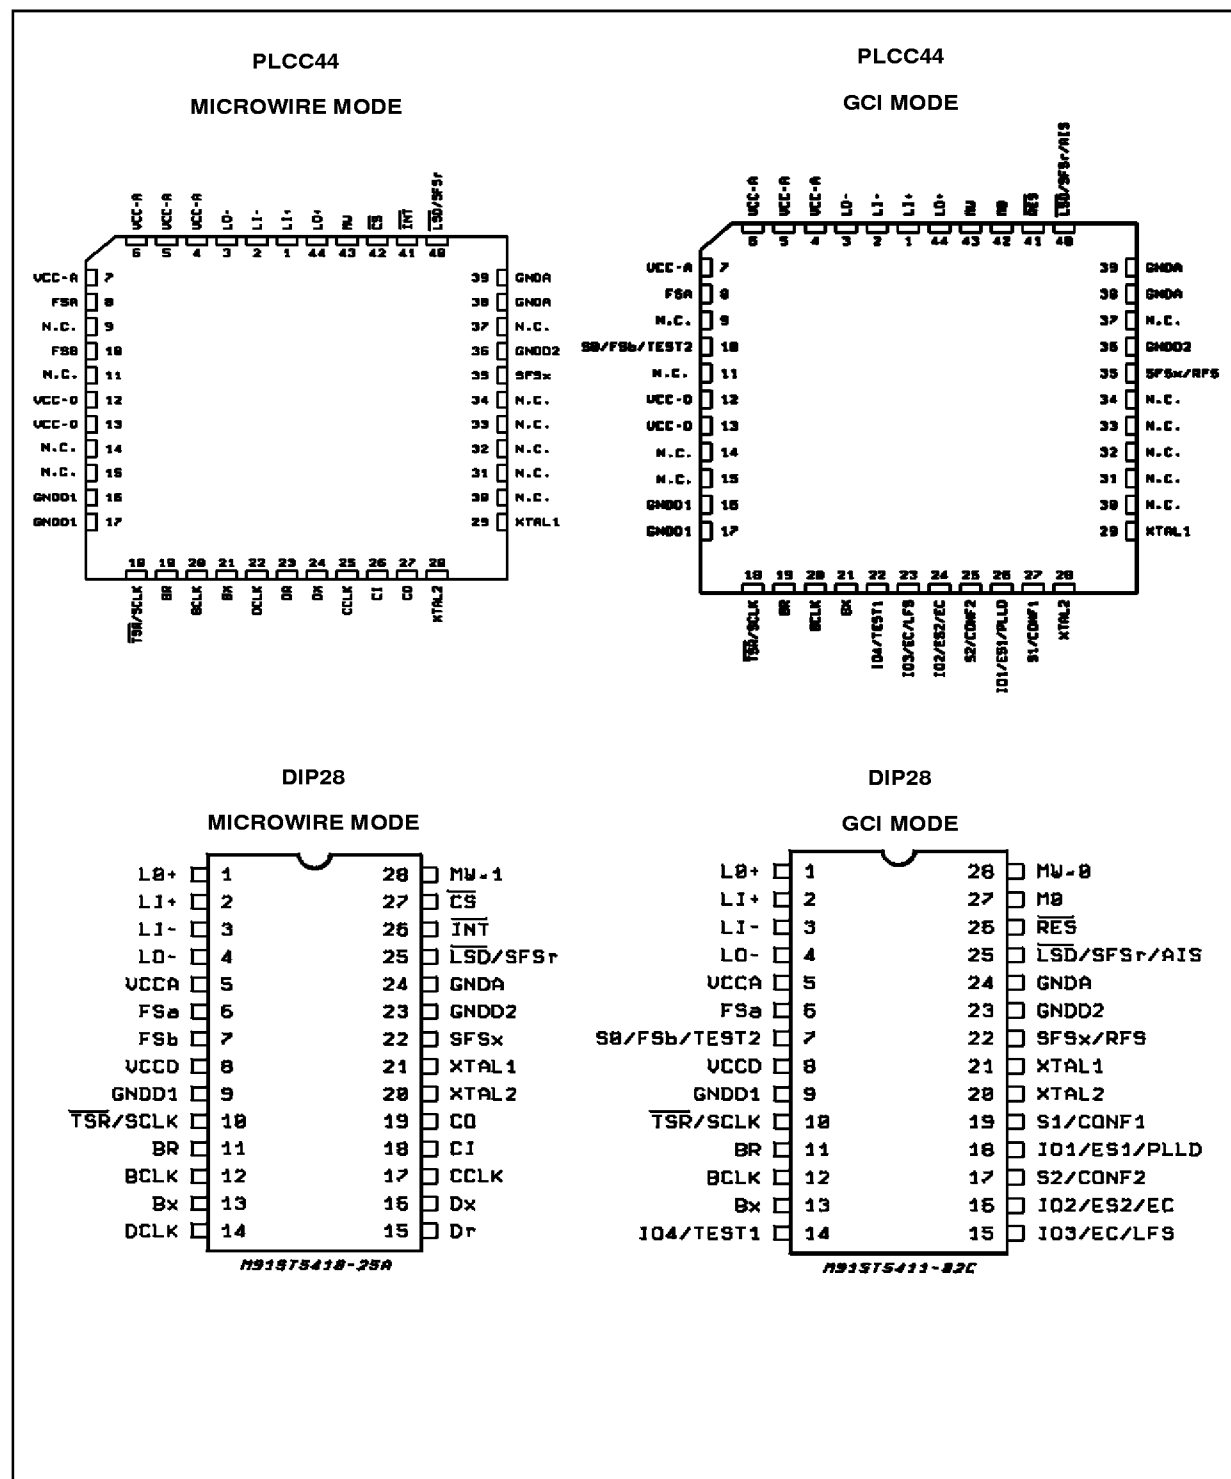 PLCC44
MICROWIRE MODE
VCC-A
VCC-A
VCC-A
LO-
LI-
LI+
LO+
MW
CS
INT
LSD/SFSr
6 5 4 3 2 1 44 43 42 41 40
VCC-A 7 39 GNDA
FSA 8 38 GNDA
N.C. 9 37 N.C.
FSB 10 36 GNDD2
N.C. 11 35 SFSx
VCC-D 12 34 N.C.
VCC-D 13 33 N.C.
N.C. 14 32 N.C.
N.C. 15 31 N.C.
GNDD1 16 30 N.C.
GNDD1 17 29 XTAL1
18 19 20 21 22 23 24 25 26 27 28
TSR/SCLK
BR
BCLK
BX
DCLK
DR
DX
CCLK
CI
CO
XTAL2
PLCC44
GCI MODE
VCC-A
VCC-A
VCC-A
LO-
LI-
LI+
LO+
MW
M0
RES
LSD/SFSr/AIS
6 5 4 3 2 1 44 43 42 41 40
VCC-A 7 39 GNDA
FSA 8 38 GNDA
N.C. 9 37 N.C.
S0/FSb/TEST2 10 36 GNDD2
N.C. 11 35 SFSx/RFS
VCC-D 12 34 N.C.
VCC-D 13 33 N.C.
N.C. 14 32 N.C.
N.C. 15 31 N.C.
GNDD1 16 30 N.C.
GNDD1 17 29 XTAL1
18 19 20 21 22 23 24 25 26 27 28
TSR/SCLK
BR
BCLK
BX
IO4/TEST1
IO3/EC/LFS
IO2/ES2/EC
S2/CONF2
IO1/ES1/PLLD
S1/CONF1
XTAL2
DIP28
MICROWIRE MODE
L0+ 1 28 MW-1
LI+ 2 27 CS
LI- 3 26 INT
LO- 4 25 LSD/SFSr
VCCA 5 24 GNDA
FSa 6 23 GNDD2
FSb 7 22 SFSx
VCCD 8 21 XTAL1
GNDD1 9 20 XTAL2
TSR/SCLK 10 19 CO
BR 11 18 CI
BCLK 12 17 CCLK
Bx 13 16 Dx
DCLK 14 15 Dr
M91ST5410-25A
DIP28
GCI MODE
L0+ 1 28 MW-0
LI+ 2 27 M0
LI- 3 26 RES
LO- 4 25 LSD/SFSr/AIS
VCCA 5 24 GNDA
FSa 6 23 GNDD2
S0/FSb/TEST2 7 22 SFSx/RFS
VCCD 8 21 XTAL1
GNDD1 9 20 XTAL2
TSR/SCLK 10 19 S1/CONF1
BR 11 18 IO1/ES1/PLLD
BCLK 12 17 S2/CONF2
Bx 13 16 IO2/ES2/EC
IO4/TEST1 14 15 IO3/EC/LFS
M91ST5411-02C